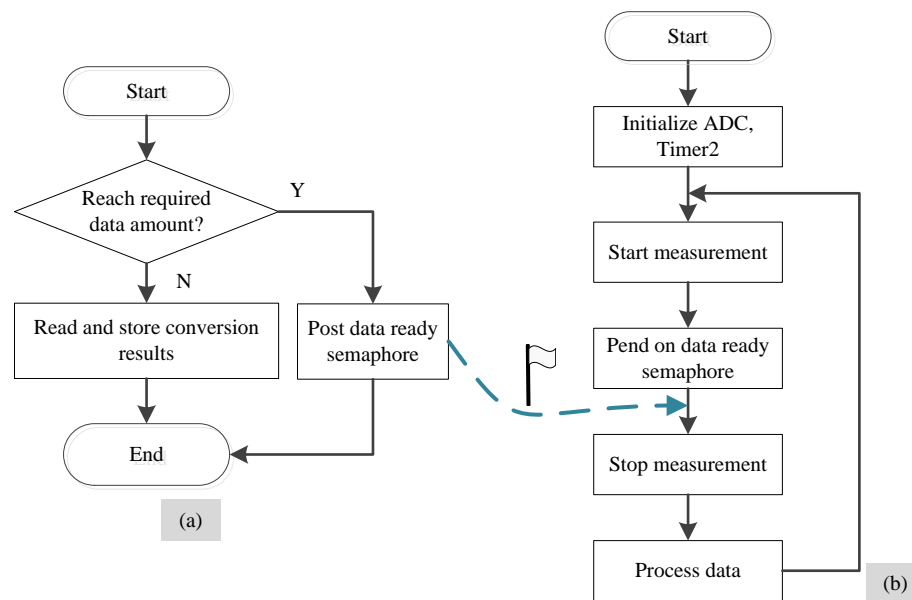 Start
Reach required
data amount?
Y
N
Read and store conversion
results
Post data ready
semaphore
End
(a)
Start
Initialize ADC,
Timer2
Start measurement
Pend on data ready
semaphore
Stop measurement
Process data
(b)